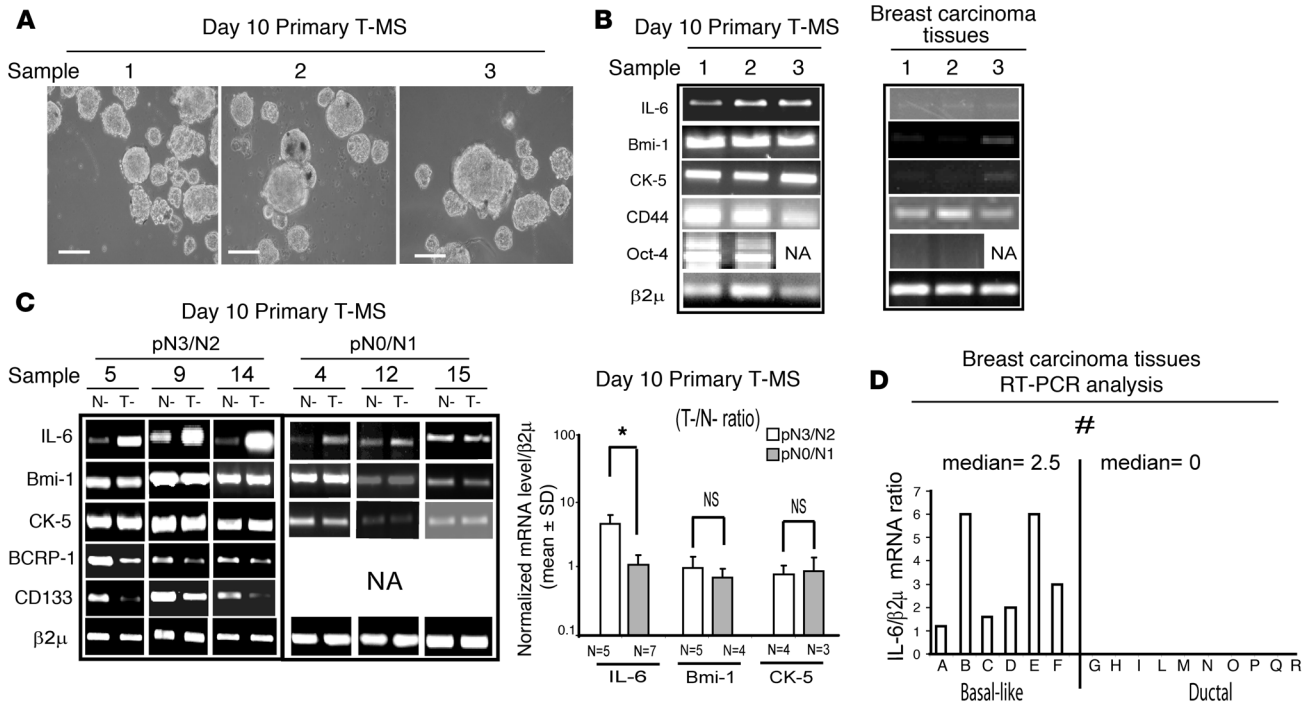 A
Day 10 Primary T-MS
Sample 1 2 3
B
Day 10 Primary T-MS
Sample 1 2 3
IL-6
Bmi-1
CK-5
CD44
Oct-4 NA
β2μ
Breast carcinoma
tissues
1 2 3
NA
C
Day 10 Primary T-MS
pN3/N2 pN0/N1
Sample 5 9 14 4 12 15
N- T- N- T- N- T- N- T- N- T- N- T-
IL-6
Bmi-1
CK-5
BCRP-1
CD133
NA
β2μ
Day 10 Primary T-MS
(T-/N- ratio)
pN3/N2
pN0/N1
Normalized mRNA level/β2μ
(mean ± SD)
100
10
1
0.1
*
NS
NS
N=5 N=7 N=5 N=4 N=4 N=3
IL-6 Bmi-1 CK-5
D
Breast carcinoma tissues
RT-PCR analysis
#
median= 2.5 median= 0
IL-6/β2μ mRNA ratio
7
6
5
4
3
2
1
0
A B C D E F G H I L M N O P Q R
Basal-like Ductal